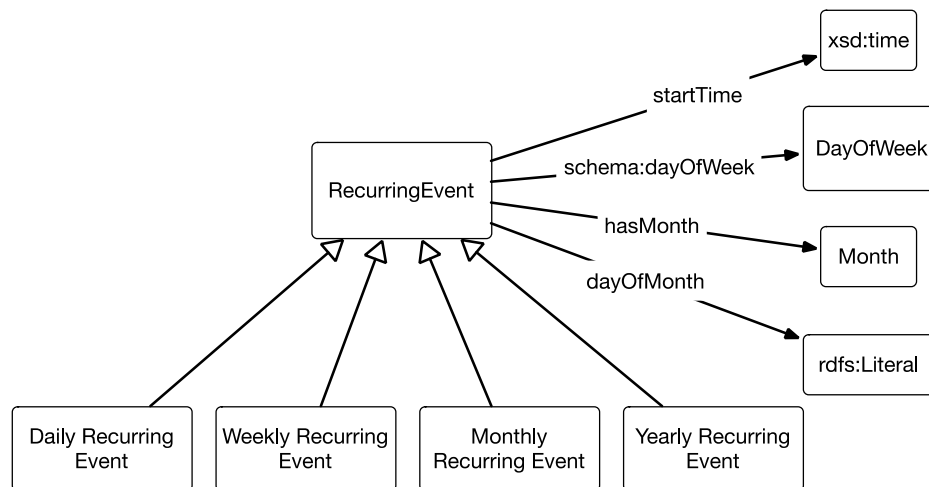 xsd:time
startTime
schema:dayOfWeek
DayOfWeek
RecurringEvent
hasMonth
Month
dayOfMonth
rdfs:Literal
Daily Recurring
Event
Weekly Recurring
Event
Monthly
Recurring Event
Yearly Recurring
Event